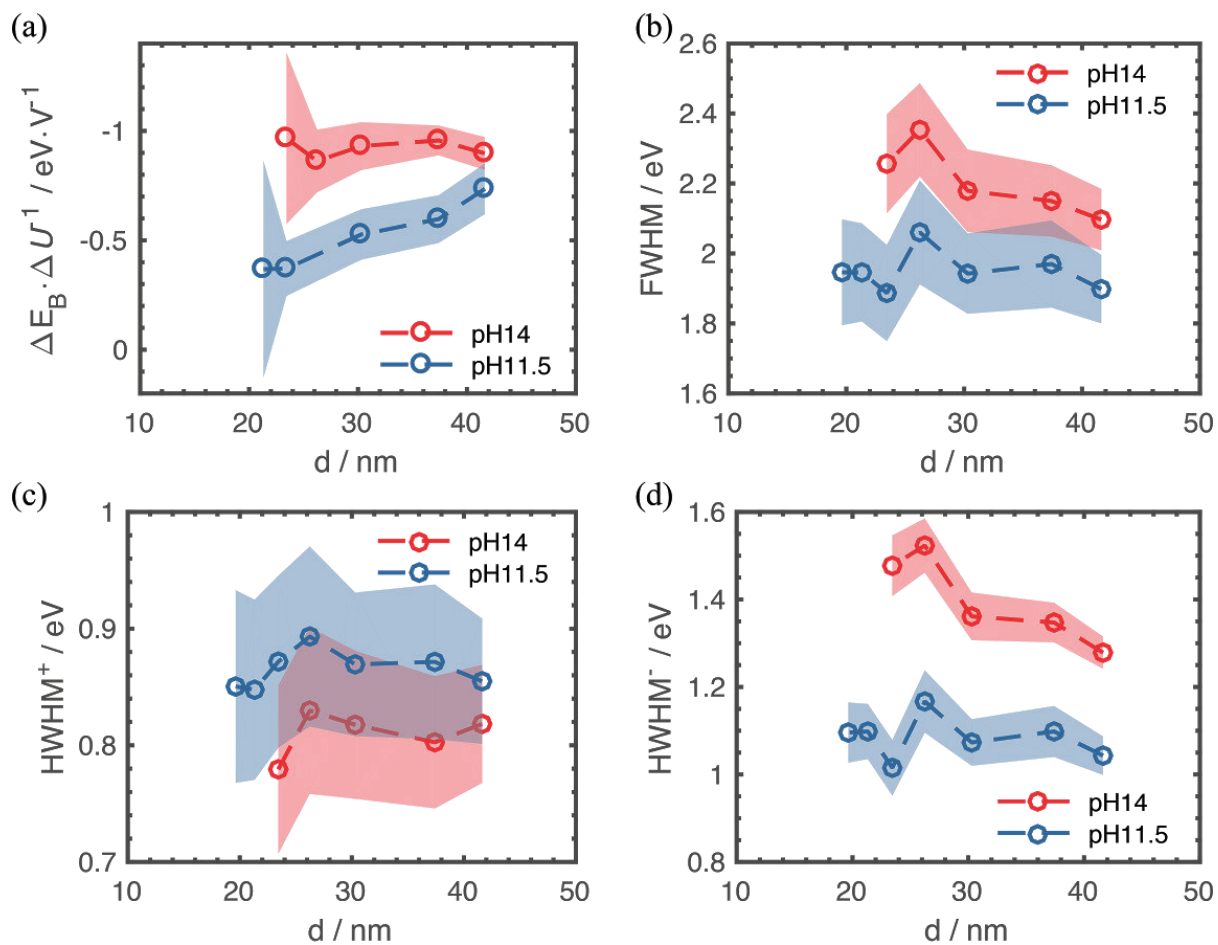 (a)
ΔE_B·ΔU⁻¹ / eV·V⁻¹
-1
-0.5
0
pH14
pH11.5
10 20 30 40 50
d / nm
(b)
FWHM / eV
2.6
2.4
2.2
2
1.8
1.6
pH14
pH11.5
10 20 30 40 50
d / nm
(c)
HWHM⁺ / eV
1
0.9
0.8
0.7
pH14
pH11.5
10 20 30 40 50
d / nm
(d)
HWHM⁻ / eV
1.6
1.4
1.2
1
0.8
pH14
pH11.5
10 20 30 40 50
d / nm